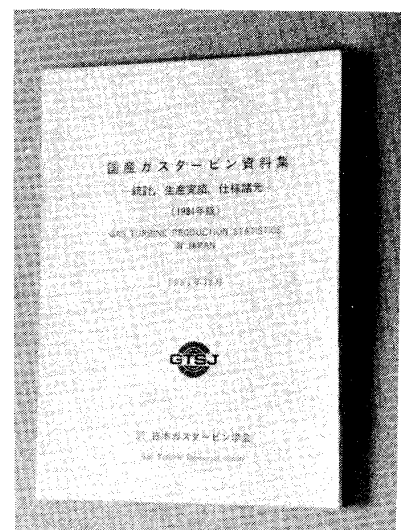 国産ガスタービン資料集
統計，生産実績，仕様諸元
(1984年版)
GAS TURBINE PRODUCTION STATISTICS
IN JAPAN
GTSJ
日本ガスタービン学会